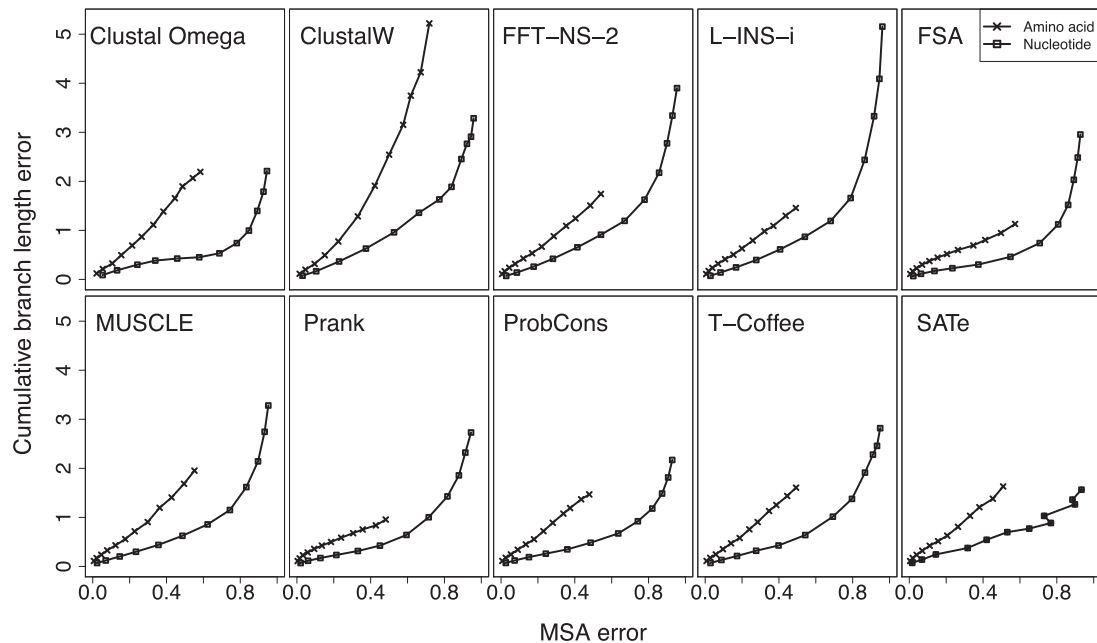 Clustal Omega
ClustalW
FFT−NS−2
L−INS−i
FSA
Amino acid
Nucleotide
0 1 2 3 4 5
Cumulative branch length error
MUSCLE
Prank
ProbCons
T−Coffee
SATe
0 1 2 3 4 5
0.0 0.4 0.8
0.0 0.4 0.8
0.0 0.4 0.8
0.0 0.4 0.8
0.0 0.4 0.8
MSA error